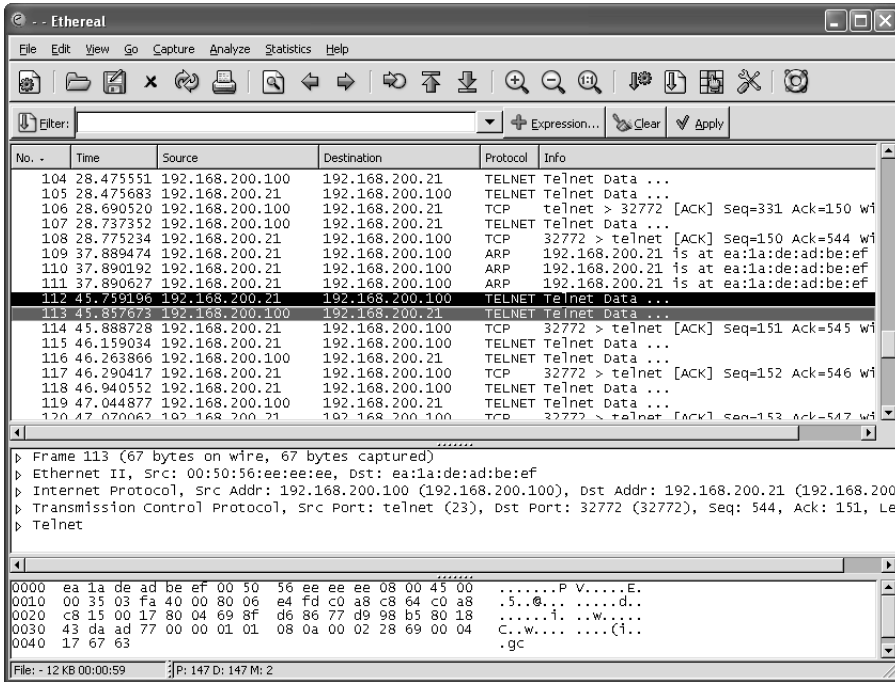 - - Ethereal
File Edit View Go Capture Analyze Statistics Help
Filter: Expression... Clear Apply
No. - Time Source Destination Protocol Info
104 28.475551 192.168.200.100 192.168.200.21 TELNET Telnet Data ...
105 28.475683 192.168.200.21 192.168.200.100 TELNET Telnet Data ...
106 28.690520 192.168.200.100 192.168.200.21 TCP telnet > 32772 [ACK] Seq=331 Ack=150 Wi
107 28.737352 192.168.200.100 192.168.200.21 TELNET Telnet Data ...
108 28.775234 192.168.200.21 192.168.200.100 TCP 32772 > telnet [ACK] Seq=150 Ack=544 Wi
109 37.889474 192.168.200.21 192.168.200.100 ARP 192.168.200.21 is at ea:1a:de:ad:be:ef
110 37.890192 192.168.200.21 192.168.200.100 ARP 192.168.200.21 is at ea:1a:de:ad:be:ef
111 37.890627 192.168.200.21 192.168.200.100 ARP 192.168.200.21 is at ea:1a:de:ad:be:ef
112 45.759196 192.168.200.21 192.168.200.100 TELNET Telnet Data ...
113 45.857673 192.168.200.100 192.168.200.21 TELNET Telnet Data ...
114 45.888728 192.168.200.21 192.168.200.100 TCP 32772 > telnet [ACK] Seq=151 Ack=545 Wi
115 46.159034 192.168.200.21 192.168.200.100 TELNET Telnet Data ...
116 46.263866 192.168.200.100 192.168.200.21 TELNET Telnet Data ...
117 46.290417 192.168.200.21 192.168.200.100 TCP 32772 > telnet [ACK] Seq=152 Ack=546 Wi
118 46.940552 192.168.200.21 192.168.200.100 TELNET Telnet Data ...
119 47.044877 192.168.200.100 192.168.200.21 TELNET Telnet Data ...
120 47.070062 192.168.200.21 192.168.200.100 TCP 32772 > telnet [ACK] Seq=153 Ack=547 Wi
Frame 113 (67 bytes on wire, 67 bytes captured)
Ethernet II, Src: 00:50:56:ee:ee:ee, Dst: ea:1a:de:ad:be:ef
Internet Protocol, Src Addr: 192.168.200.100 (192.168.200.100), Dst Addr: 192.168.200.21 (192.168.200
Transmission Control Protocol, Src Port: telnet (23), Dst Port: 32772 (32772), Seq: 544, Ack: 151, Le
Telnet
0000 ea 1a de ad be ef 00 50 56 ee ee ee 08 00 45 00 .......P V.....E.
0010 00 35 03 fa 40 00 80 06 e4 fd c0 a8 c8 64 c0 a8 .5..@... .....d..
0020 c8 15 00 17 80 04 69 8f d6 86 77 d9 98 b5 80 18 ......i. ..w.....
0030 43 da ad 77 00 00 01 01 08 0a 00 02 28 69 00 04 C..w.... ....(i..
0040 17 67 63 .gc
File: - 12 KB 00:00:59 P: 147 D: 147 M: 2